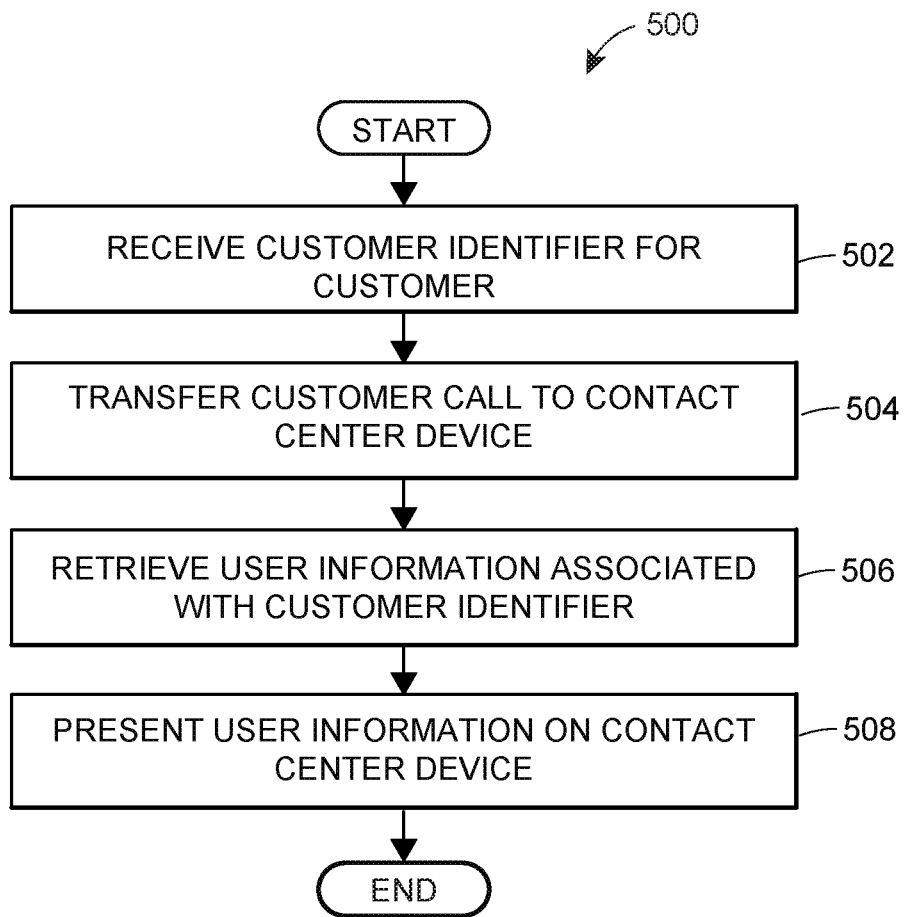 500
START
RECEIVE CUSTOMER IDENTIFIER FOR
CUSTOMER
502
TRANSFER CUSTOMER CALL TO CONTACT
CENTER DEVICE
504
RETRIEVE USER INFORMATION ASSOCIATED
WITH CUSTOMER IDENTIFIER
506
PRESENT USER INFORMATION ON CONTACT
CENTER DEVICE
508
END